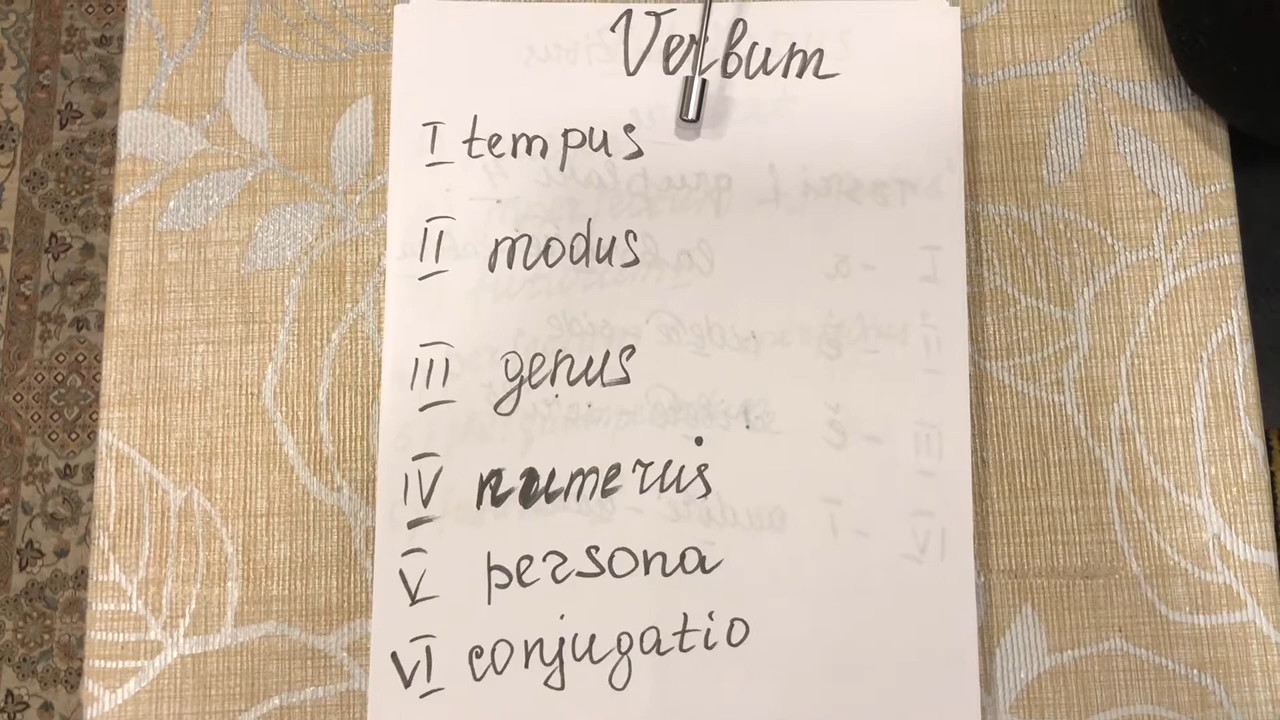 Verbum
I tempus
II modus
III genus
IV numerus
V persona
VI conjugatio